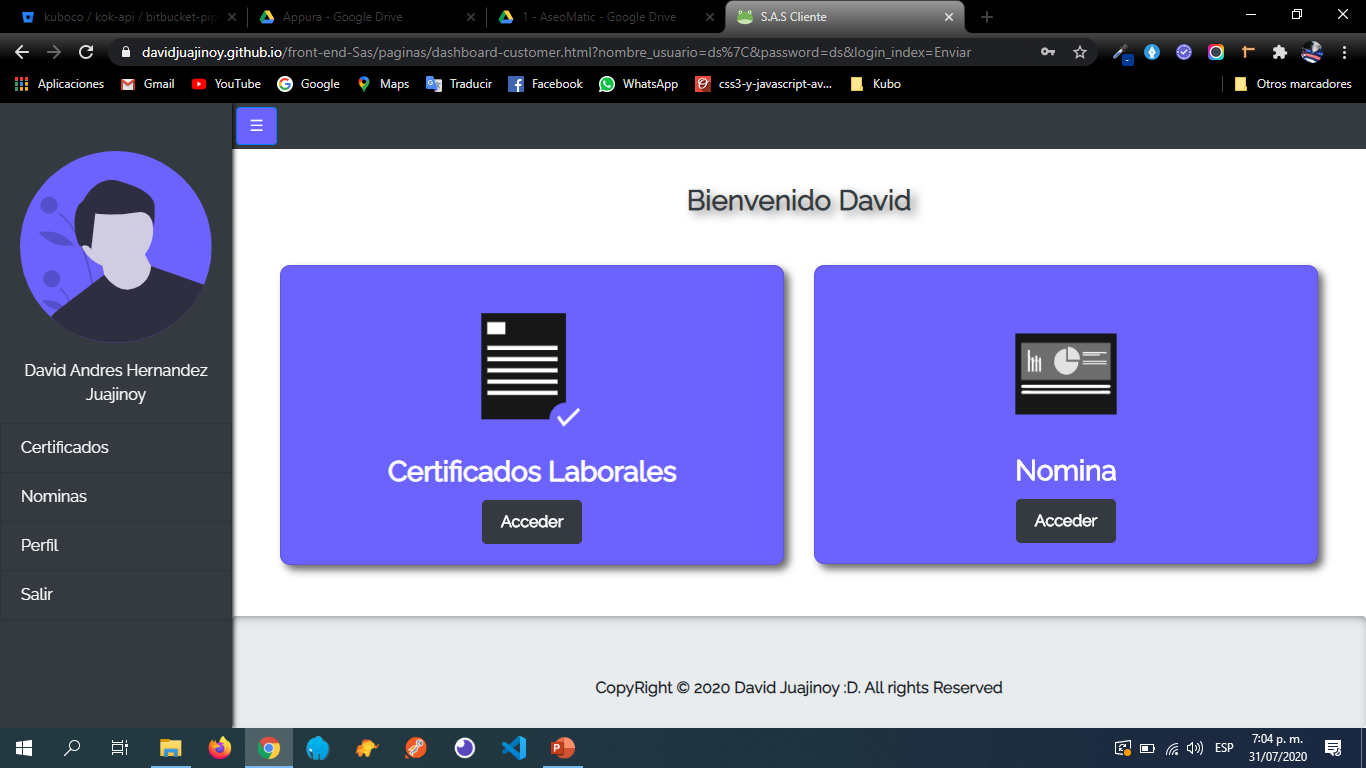 kuboco / kok-api / bitbucket-pip
Appura - Google Drive
1 - AseoMatic - Google Drive
S.A.S Cliente
davidjuajinoy.github.io/front-end-Sas/paginas/dashboard-customer.html?nombre_usuario=ds%7C&password=ds&login_index=Enviar
Aplicaciones
Gmail
YouTube
Google
Maps
Traducir
Facebook
WhatsApp
css3-y-javascript-av...
Kubo
Otros marcadores
☰
David Andres Hernandez
Juajinoy
Certificados
Nominas
Perfil
Salir
Bienvenido David
Certificados Laborales
Acceder
Nomina
Acceder
CopyRight © 2020 David Juajinoy :D. All rights Reserved
ESP
7:04 p. m.
31/07/2020